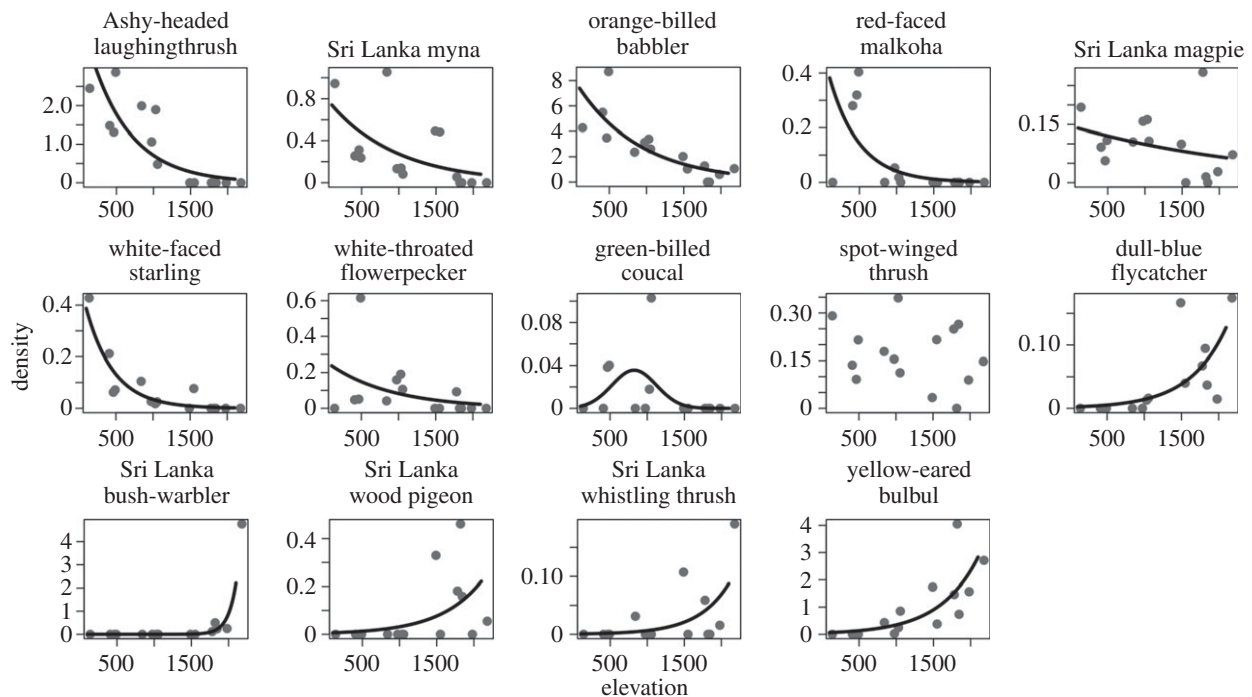 Ashy-headed
laughingthrush
Sri Lanka myna
orange-billed
babbler
red-faced
malkoha
Sri Lanka magpie
2.0
1.0
0
500 1500
0.8
0.4
0
500 1500
8
6
4
2
0
500 1500
0.4
0.2
0
500 1500
0.15
0
500 1500
density
white-faced
starling
white-throated
flowerpecker
green-billed
coucal
spot-winged
thrush
dull-blue
flycatcher
0.4
0.2
0
500 1500
0.6
0.4
0.2
0
500 1500
0.08
0.04
0
500 1500
0.30
0.15
0
500 1500
0.10
0
500 1500
Sri Lanka
bush-warbler
Sri Lanka
wood pigeon
Sri Lanka
whistling thrush
yellow-eared
bulbul
4
3
2
1
0
500 1500
0.4
0.2
0
500 1500
0.10
0
500 1500
4
3
2
1
0
500 1500
elevation